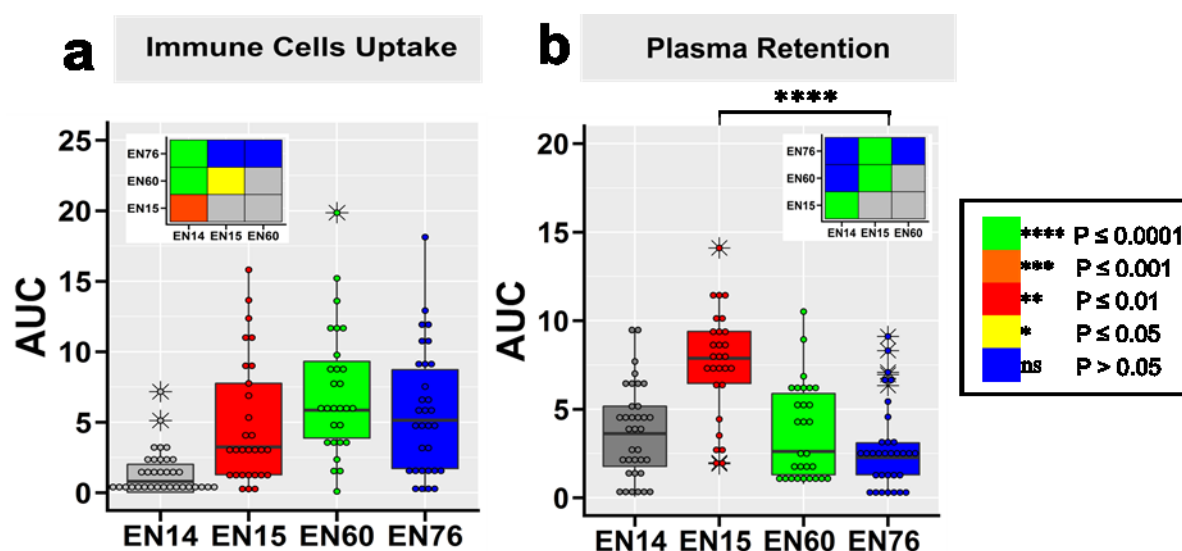 a
Immune Cells Uptake
AUC
25
20
15
10
5
0
EN76
EN60
EN15
EN14 EN15 EN60
EN14 EN15 EN60 EN76
b
Plasma Retention
****
AUC
20
15
10
5
0
EN76
EN60
EN15
EN14 EN15 EN60
EN14 EN15 EN60 EN76
**** P ≤ 0.0001
*** P ≤ 0.001
** P ≤ 0.01
* P ≤ 0.05
ns P > 0.05